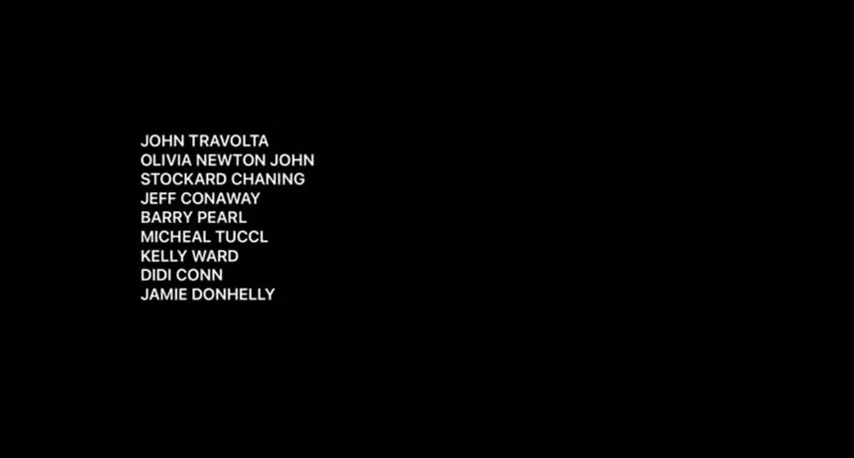 JOHN TRAVOLTA
OLIVIA NEWTON JOHN
STOCKARD CHANING
JEFF CONAWAY
BARRY PEARL
MICHEAL TUCCL
KELLY WARD
DIDI CONN
JAMIE DONHELLY